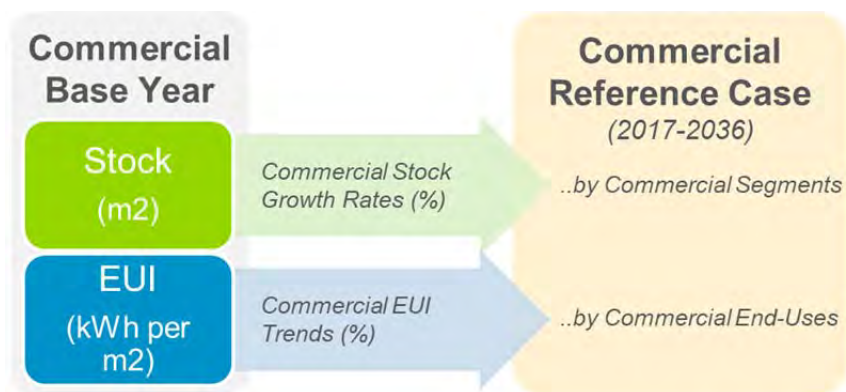 Commercial
Base Year
Stock
(m2)
EUI
(kWh per
m2)
Commercial Stock
Growth Rates (%)
Commercial EUI
Trends (%)
Commercial
Reference Case
(2017-2036)
..by Commercial Segments
..by Commercial End-Uses